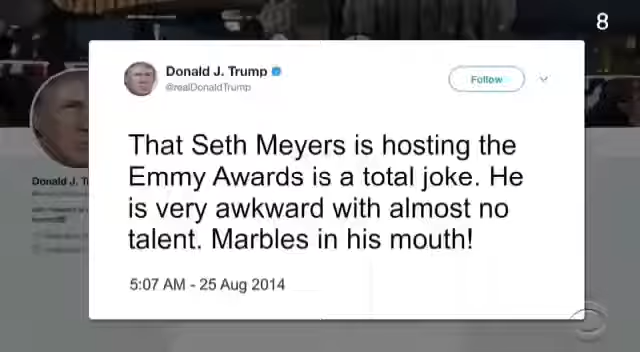 8
Donald J. Trump
@realDonaldTrump
Follow
That Seth Meyers is hosting the
Emmy Awards is a total joke. He
is very awkward with almost no
talent. Marbles in his mouth!
5:07 AM - 25 Aug 2014
Donald J. T